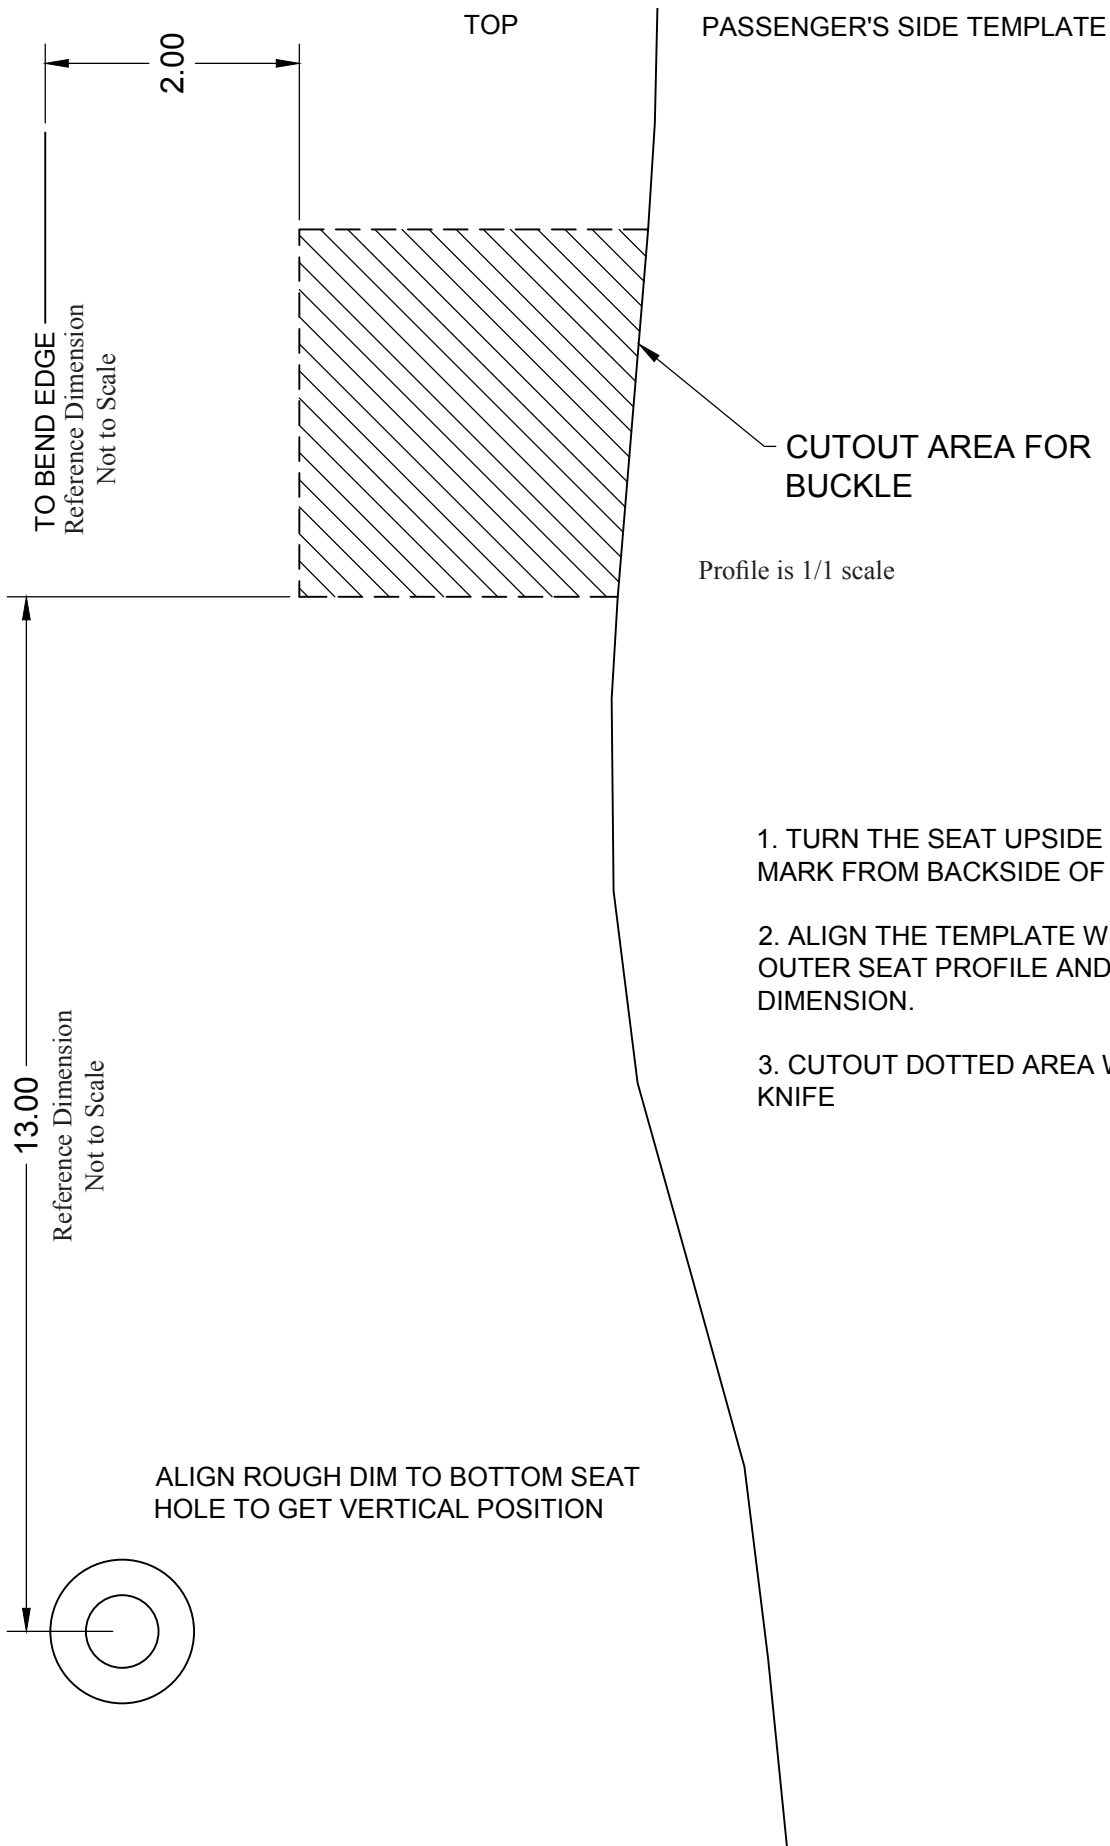 TOP
PASSENGER'S SIDE TEMPLATE
2.00
TO BEND EDGE
Reference Dimension
Not to Scale
CUTOUT AREA FOR
BUCKLE
Profile is 1/1 scale
1. TURN THE SEAT UPSIDE
MARK FROM BACKSIDE OF
2. ALIGN THE TEMPLATE W
OUTER SEAT PROFILE AND
DIMENSION.
3. CUTOUT DOTTED AREA W
KNIFE
13.00
Reference Dimension
Not to Scale
ALIGN ROUGH DIM TO BOTTOM SEAT
HOLE TO GET VERTICAL POSITION